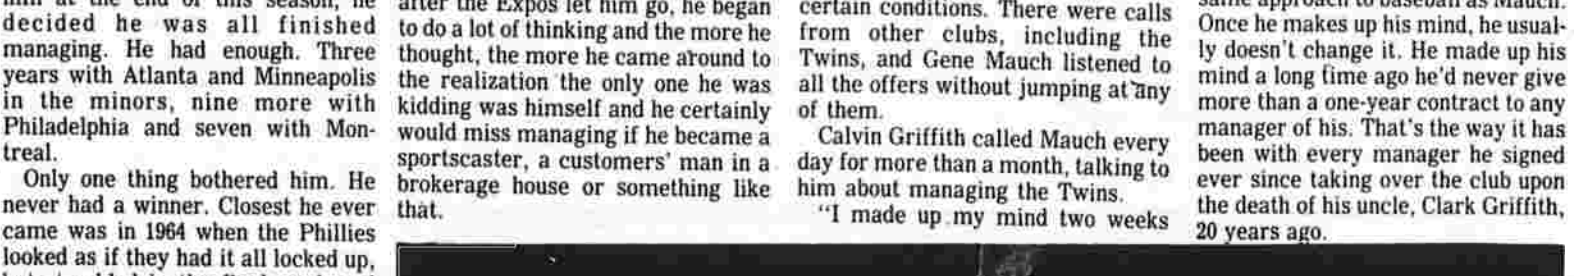 decided he was all finished
managing. He had enough. Three
years with Atlanta and Minneapolis
in the minors, nine more with
Philadelphia and seven with Mon-
treal.
Only one thing bothered him. He
never had a winner. Closest he ever
came was in 1964 when the Phillies
looked as if they had it all locked up,
after the Expos let him go, he began
to do a lot of thinking and the more he
thought, the more he came around to
the realization the only one he was
kidding was himself and he certainly
would miss managing if he became a
sportscaster, a customers' man in a
brokerage house or something like
that.
certain conditions. There were calls
from other clubs, including the
Twins, and Gene Mauch listened to
all the offers without jumping at any
of them.
Calvin Griffith called Mauch every
day for more than a month, talking to
him about managing the Twins.
"I made up my mind two weeks
same approach to baseball as Mauch.
Once he makes up his mind, he usual-
ly doesn't change it. He made up his
mind a long time ago he'd never give
more than a one-year contract to any
manager of his. That's the way it has
been with every manager he signed
ever since taking over the club upon
the death of his uncle, Clark Griffith,
20 years ago.